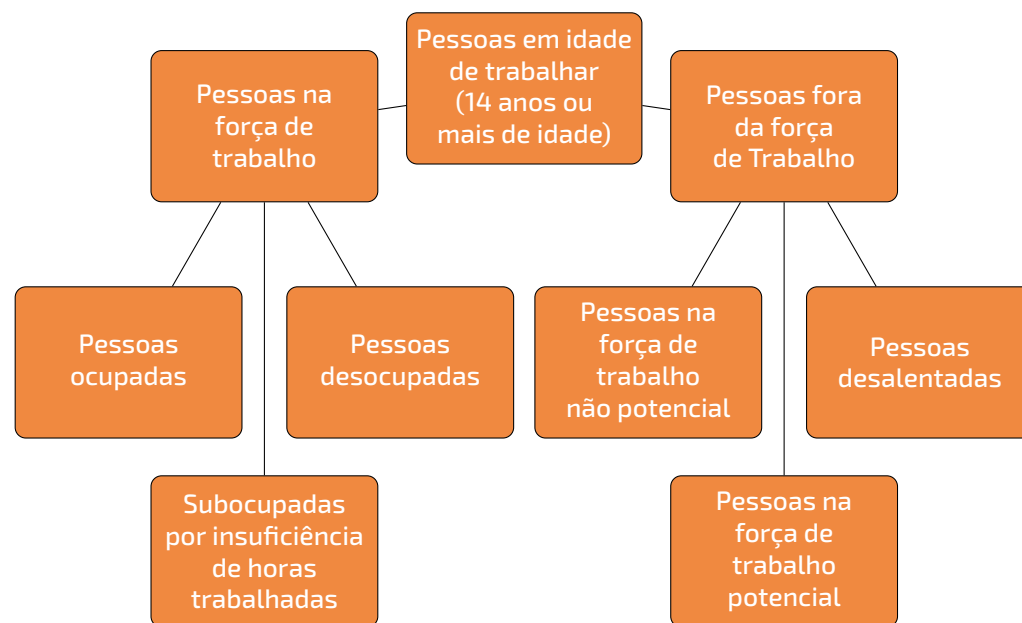 Pessoas em idade
de trabalhar
(14 anos ou
mais de idade)
Pessoas na
força de
trabalho
Pessoas fora
da força
de Trabalho
Pessoas
ocupadas
Pessoas
desocupadas
Pessoas na
força de
trabalho
não potencial
Pessoas
desalentadas
Subocupadas
por insuficiência
de horas
trabalhadas
Pessoas na
força de
trabalho
potencial